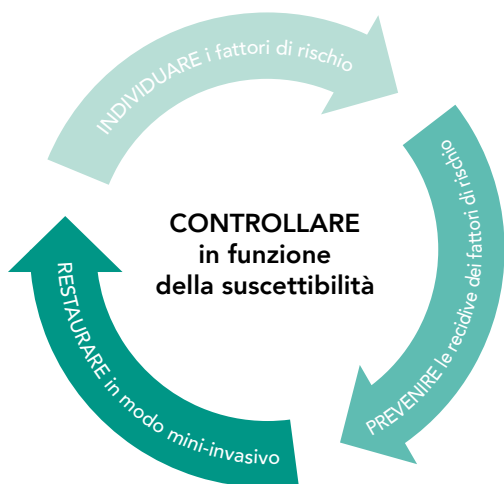 INDIVIDUARE i fattori di rischio
PREVENIRE le recidive dei fattori di rischio
RESTAURARE in modo mini-invasivo
CONTROLLARE
in funzione
della suscettibilità